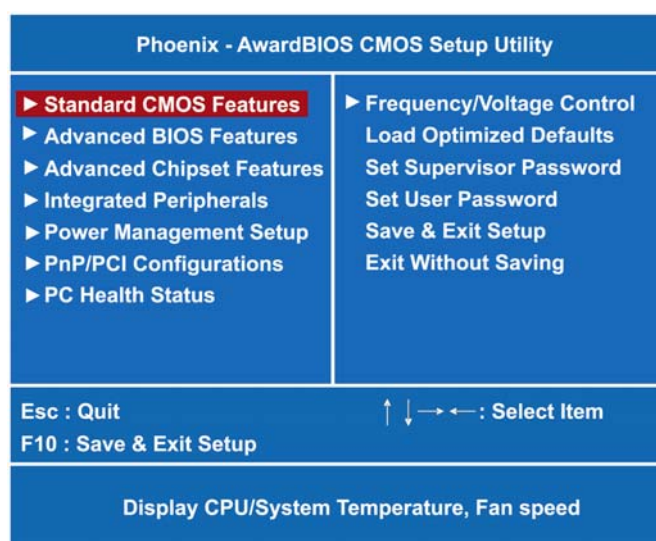 Phoenix - AwardBIOS CMOS Setup Utility
▶ Standard CMOS Features
▶ Advanced BIOS Features
▶ Advanced Chipset Features
▶ Integrated Peripherals
▶ Power Management Setup
▶ PnP/PCI Configurations
▶ PC Health Status
▶ Frequency/Voltage Control
Load Optimized Defaults
Set Supervisor Password
Set User Password
Save & Exit Setup
Exit Without Saving
Esc : Quit
↑ ↓ → ← : Select Item
F10 : Save & Exit Setup
Display CPU/System Temperature, Fan speed